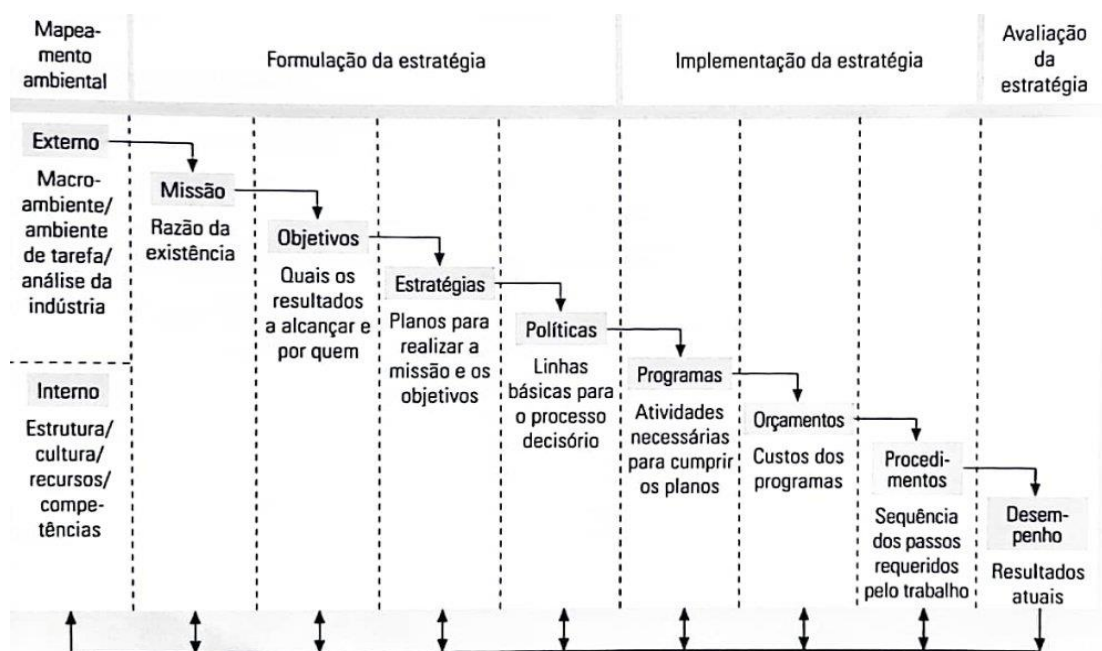 Mapea-
mento
ambiental
Formulação da estratégia
Implementação da estratégia
Avaliação
da
estratégia
Externo
Macro-
ambiente/
ambiente
de tarefa/
análise da
indústria
Interno
Estrutura/
cultura/
recursos/
compe-
tências
Missão
Razão da
existência
Objetivos
Quais os
resultados
a alcançar e
por quem
Estratégias
Planos para
realizar a
missão e os
objetivos
Políticas
Linhas
básicas para
o processo
decisório
Programas
Atividades
necessárias
para cumprir
os planos
Orçamentos
Custos dos
programas
Procedi-
mentos
Sequência
dos passos
requeridos
pelo trabalho
Desem-
penho
Resultados
atuais